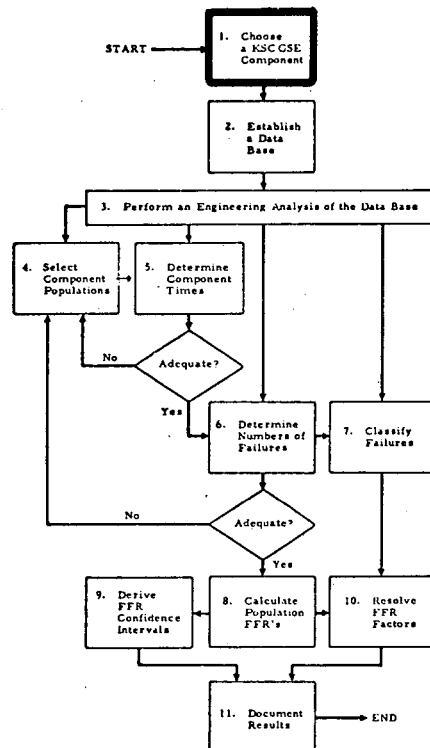 START
1. Choose
a KSC GSE
Component
2. Establish
a Data
Base
3. Perform an Engineering Analysis of the Data Base
4. Select
Component
Populations
5. Determine
Component
Times
No
Adequate?
Yes
6. Determine
Numbers of
Failures
7. Classify
Failures
No
Adequate?
Yes
9. Derive
FFR
Confidence
Intervals
8. Calculate
Population
FFR's
10. Resolve
FFR
Factors
11. Document
Results
END